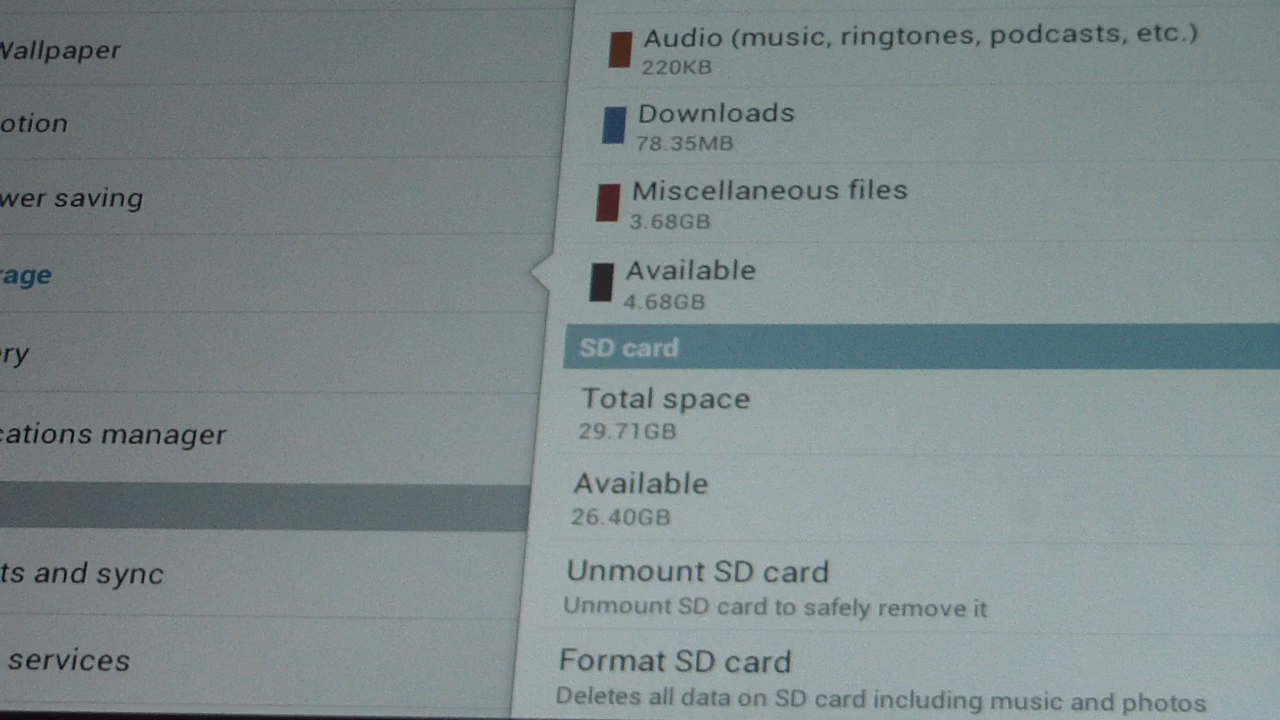 Wallpaper
otion
wer saving
rage
ery
cations manager
ts and sync
services
Audio (music, ringtones, podcasts, etc.)
220KB
Downloads
78.35MB
Miscellaneous files
3.68GB
Available
4.68GB
SD card
Total space
29.71GB
Available
26.40GB
Unmount SD card
Unmount SD card to safely remove it
Format SD card
Deletes all data on SD card including music and photos